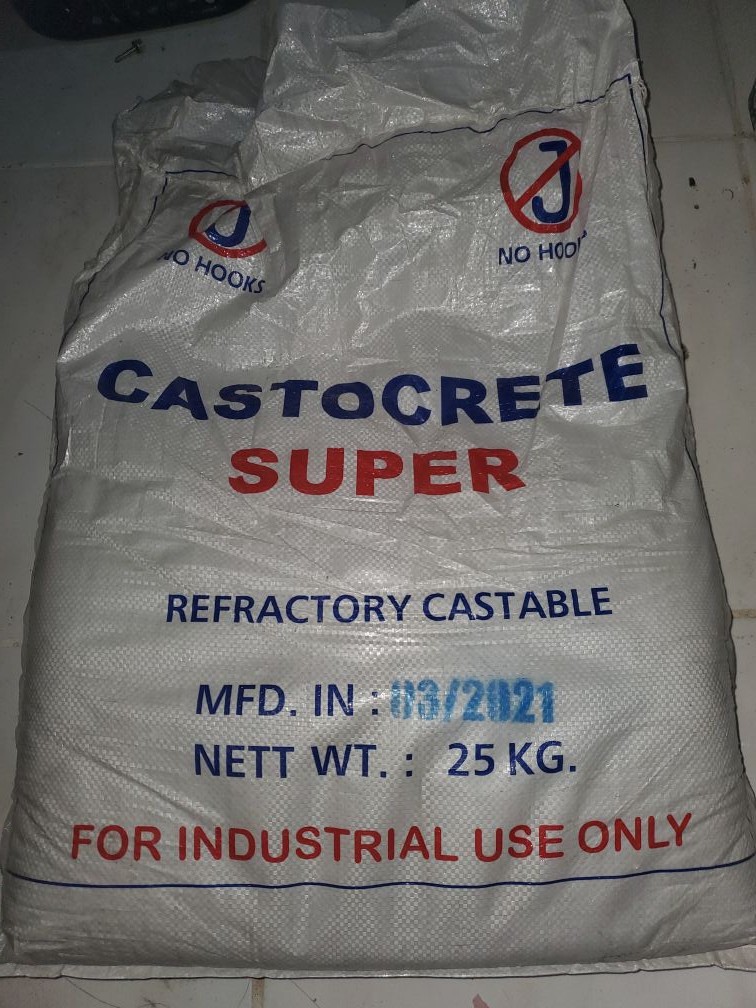 NO HOOKS
NO HOOKS
CASTOCRETE
SUPER
REFRACTORY CASTABLE
MFD. IN : 03/2021
NETT WT. : 25 KG.
FOR INDUSTRIAL USE ONLY